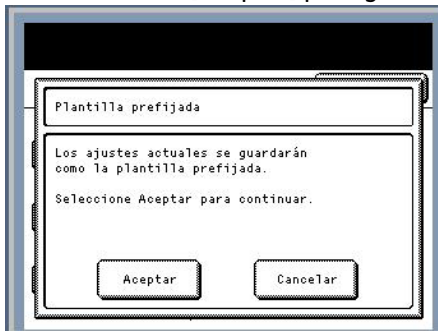 Plantilla prefijada
Los ajustes actuales se guardarán
como la plantilla prefijada.
Seleccione Aceptar para continuar.
Aceptar
Cancelar